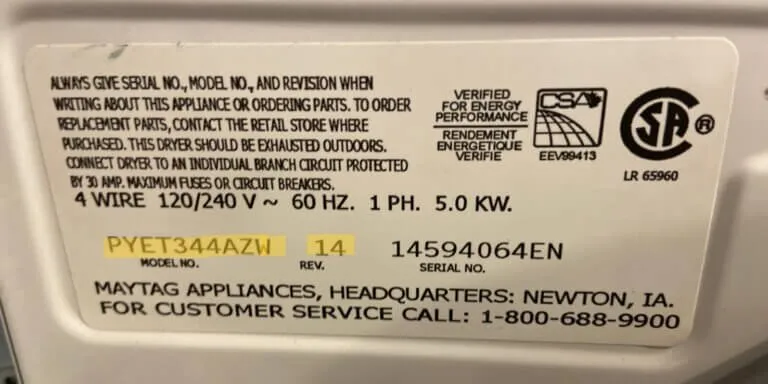 ALWAYS GIVE SERIAL NO., MODEL NO., AND REVISION WHEN
WRITING ABOUT THIS APPLIANCE OR ORDERING PARTS. TO ORDER
REPLACEMENT PARTS, CONTACT THE RETAIL STORE WHERE
PURCHASED. THIS DRYER SHOULD BE EXHAUSTED OUTDOORS.
CONNECT DRYER TO AN INDIVIDUAL BRANCH CIRCUIT PROTECTED
BY 30 AMP. MAXIMUM FUSES OR CIRCUIT BREAKERS.
VERIFIED
FOR ENERGY
PERFORMANCE
RENDEMENT
ENERGETIQUE
VERIFIE
CSA
EEV99413
SA ®
LR 65960
4 WIRE 120/240 V ~ 60 HZ. 1 PH. 5.0 KW.
PYET344AZW 14 14594064EN
MODEL NO. REV. SERIAL NO.
MAYTAG APPLIANCES, HEADQUARTERS: NEWTON, IA.
FOR CUSTOMER SERVICE CALL: 1-800-688-9900